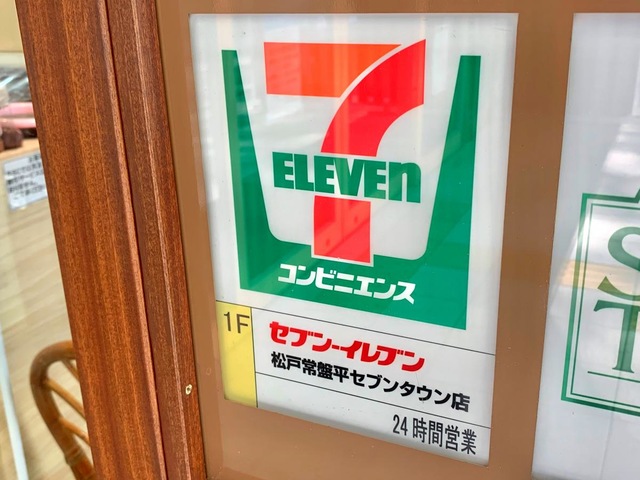 7
ELEVEn
コンビニエンス
1F
セブン-イレブン
松戸常盤平セブンタウン店
24時間営業